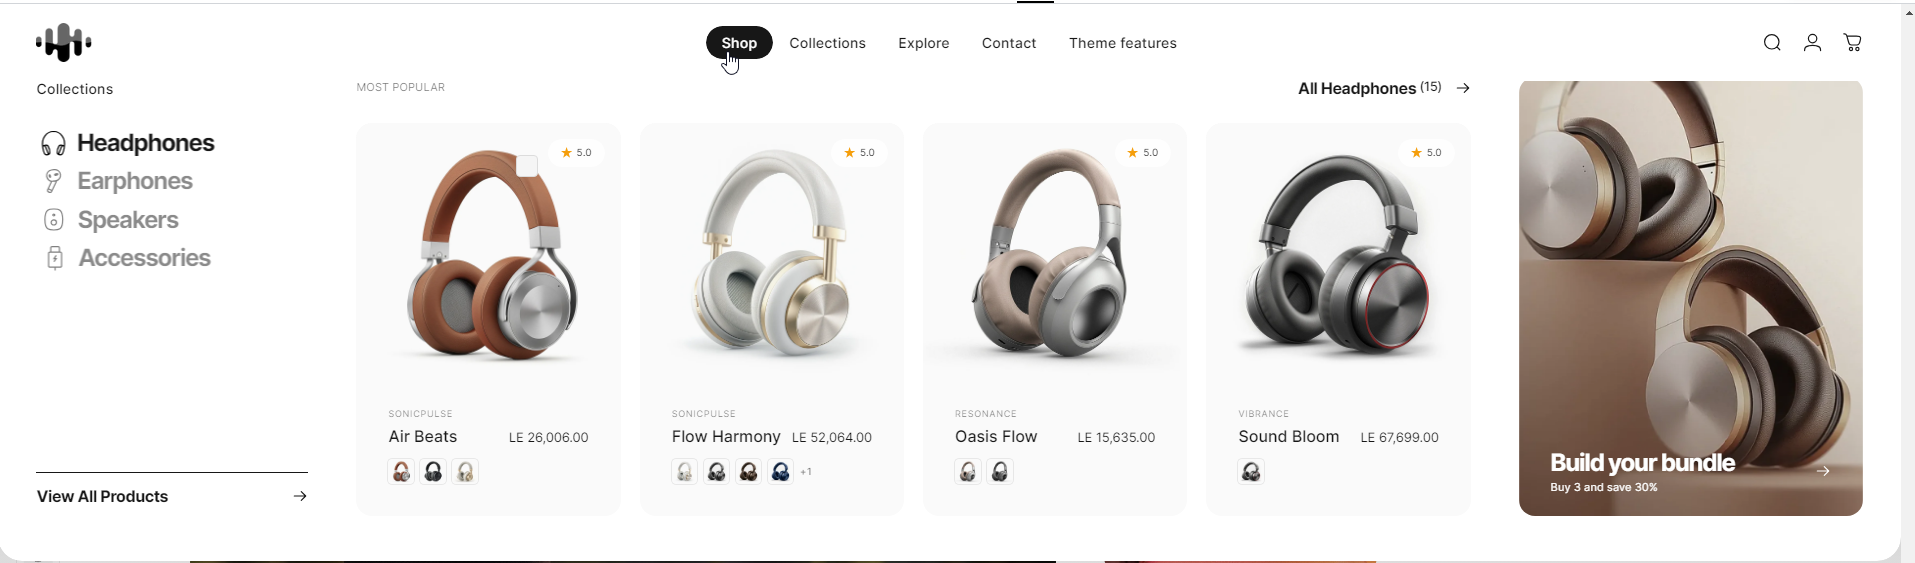 Shop
Collections
Explore
Contact
Theme features
Collections
Headphones
Earphones
Speakers
Accessories
View All Products
MOST POPULAR
All Headphones (15)
5.0
SONICPULSE
Air Beats LE 26,006.00
5.0
SONICPULSE
Flow Harmony LE 52,064.00
+1
5.0
RESONANCE
Oasis Flow LE 15,635.00
5.0
VIBRANCE
Sound Bloom LE 67,699.00
Build your bundle
Buy 3 and save 30%